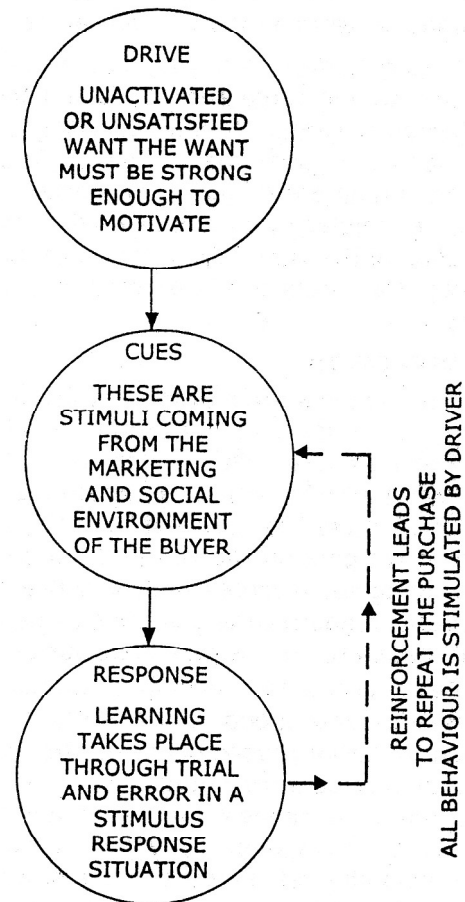 DRIVE
UNACTIVATED
OR UNSATISFIED
WANT THE WANT
MUST BE STRONG
ENOUGH TO
MOTIVATE
CUES
THESE ARE
STIMULI COMING
FROM THE
MARKETING
AND SOCIAL
ENVIRONMENT
OF THE BUYER
RESPONSE
LEARNING
TAKES PLACE
THROUGH TRIAL
AND ERROR IN A
STIMULUS
RESPONSE
SITUATION
REINFORCEMENT LEADS
TO REPEAT THE PURCHASE
ALL BEHAVIOUR IS STIMULATED BY DRIVER